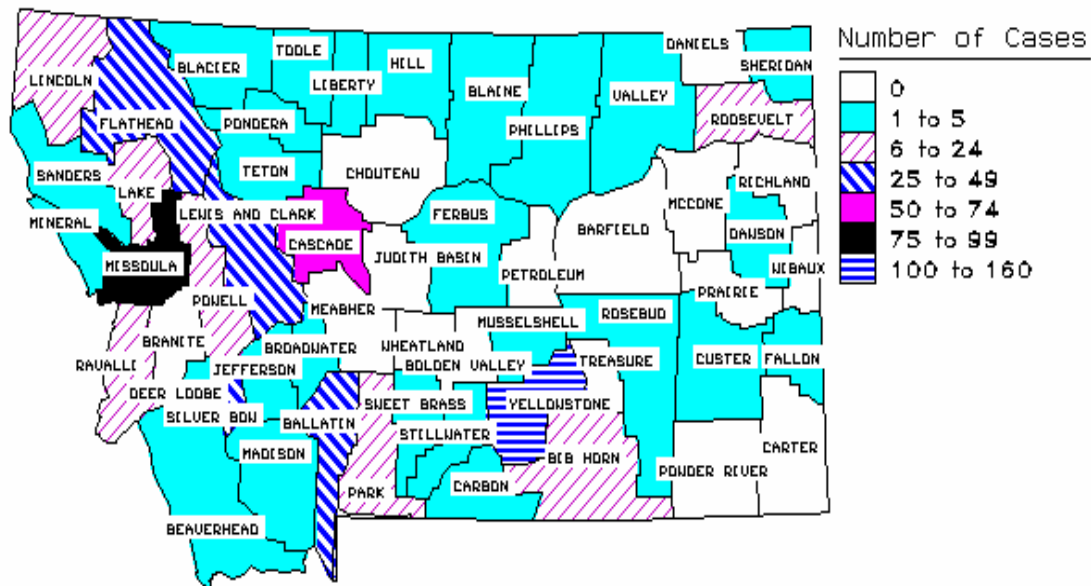 Number of Cases
0
1 to 5
6 to 24
25 to 49
50 to 74
75 to 99
100 to 160
LINCOLN
FLATHEAD
BLACIER
TOOLE
LIBERTY
HILL
BLAINE
PHILLIPS
VALLEY
DANIELS
SHERIDAN
ROOSEVELT
PONDERA
TETON
CHOUTEAU
SANDERS
LAKE
MINERAL
MISSOULA
LEWIS AND CLARK
CASCADE
FERBUS
JUDITH BASIN
PETROLEUM
BARFIELD
MCCONE
RICHLAND
DAWSON
WIBAUX
PRAIRIE
POWELL
MEABHER
RAVALLI
BRANITE
BROADWATER
WHEATLAND
MUSSELSHELL
ROSEBUD
TREASURE
CUSTER
FALLON
DEER LODBE
JEFFERSON
BOLDEN VALLEY
SILVER BOW
BALLATIN
SWEET BRASS
YELLOWSTONE
STILLWATER
MADISON
PARK
CARBON
BIB HORN
POWDER RIVER
CARTER
BEAVERHEAD